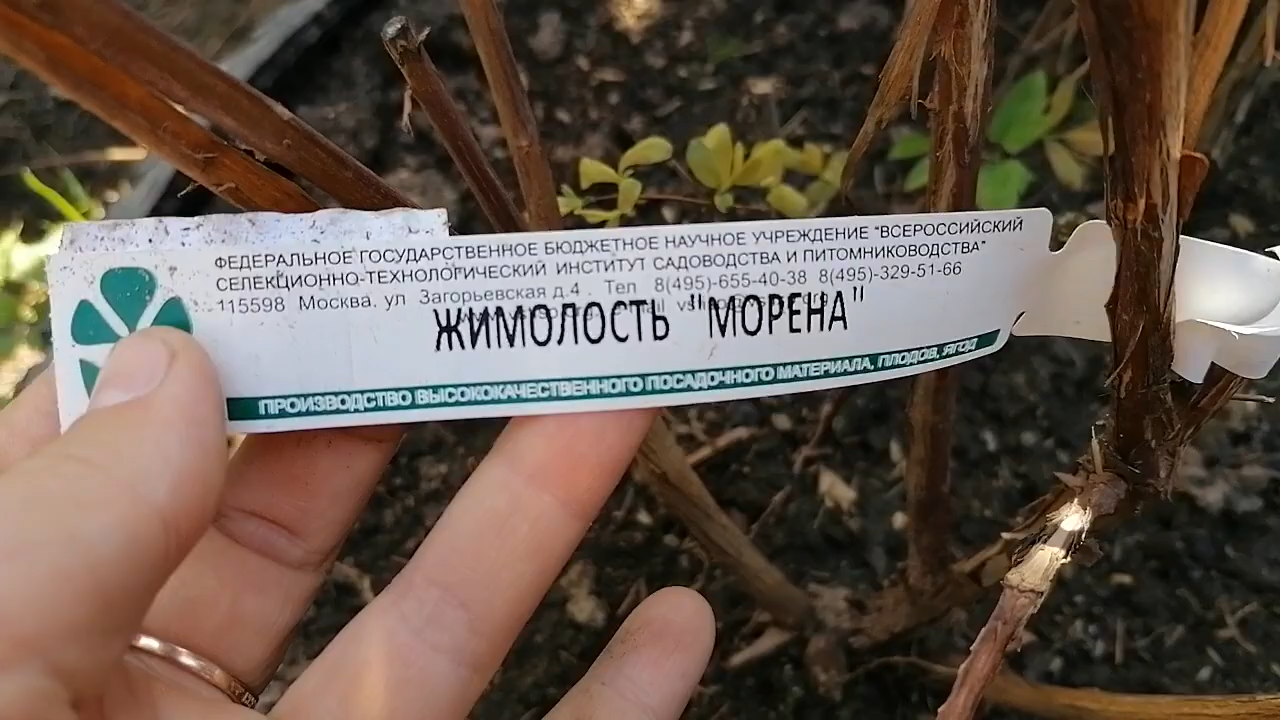 ФЕДЕРАЛЬНОЕ ГОСУДАРСТВЕННОЕ БЮДЖЕТНОЕ НАУЧНОЕ УЧРЕЖДЕНИЕ "ВСЕРОССИЙСКИЙ
СЕЛЕКЦИОННО-ТЕХНОЛОГИЧЕСКИЙ ИНСТИТУТ САДОВОДСТВА И ПИТОМНИКОВОДСТВА"
115598 Москва. ул Загорьевская д.4 . Тел 8(495)-655-40-38 8(495)-329-51-66
ЖИМОЛОСТЬ "МОРЕНА"
ПРОИЗВОДСТВО ВЫСОКОКАЧЕСТВЕННОГО ПОСАДОЧНОГО МАТЕРИАЛА, ПЛОДОВ, ЯГОД